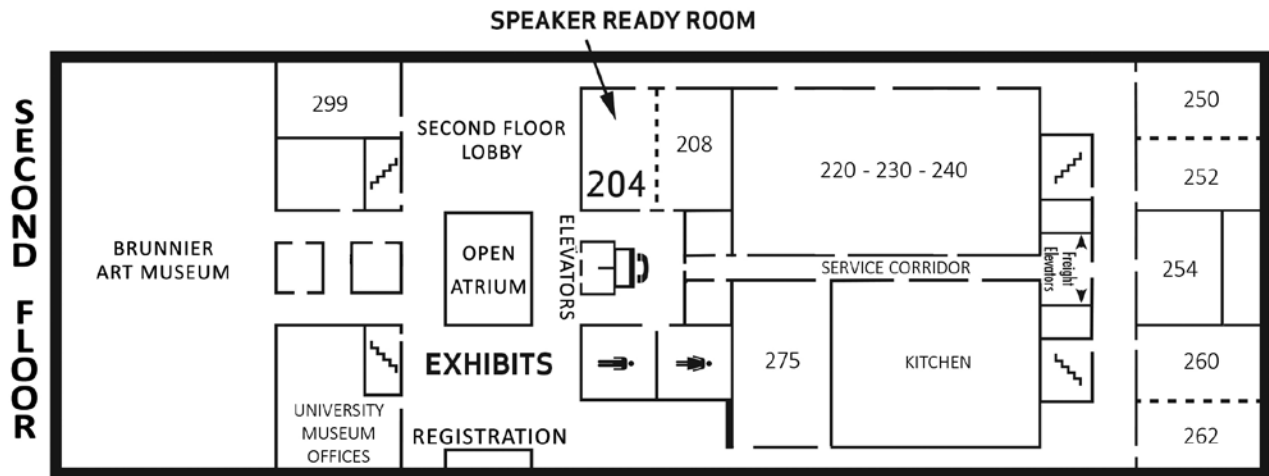 SPEAKER READY ROOM
SECOND FLOOR
299
SECOND FLOOR
LOBBY
204
208
220 - 230 - 240
250
252
BRUNNIER
ART MUSEUM
OPEN
ATRIUM
ELEVATORS
SERVICE CORRIDOR
Freight
Elevators
254
EXHIBITS
275
KITCHEN
260
UNIVERSITY
MUSEUM
OFFICES
REGISTRATION
262